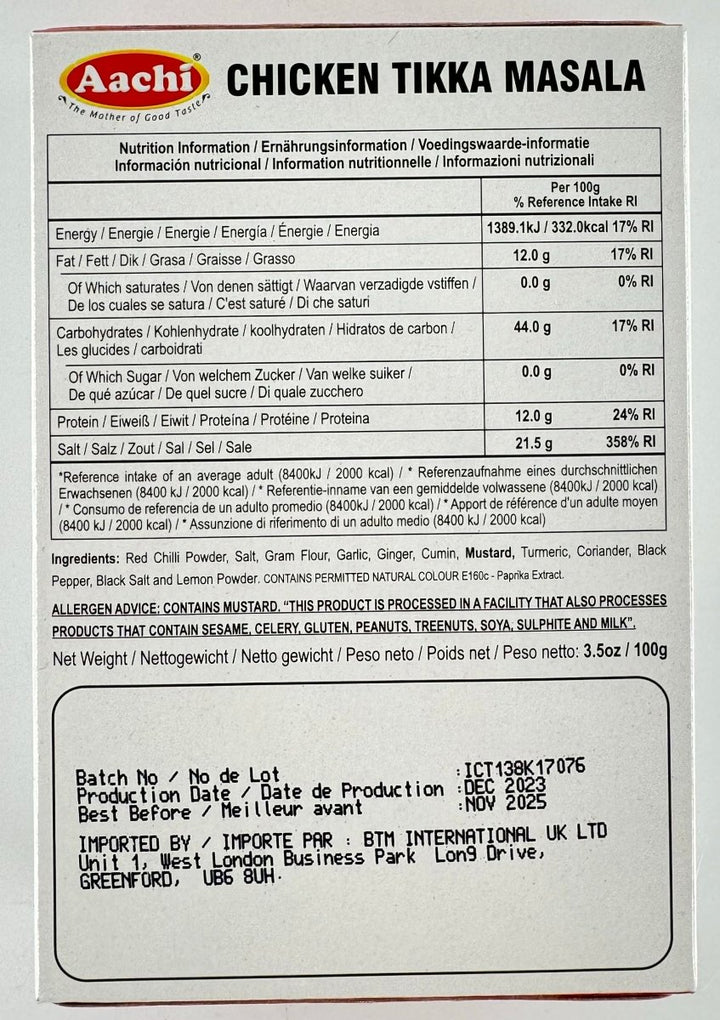 Aachi®
The Mother of Good Taste
CHICKEN TIKKA MASALA
Nutrition Information / Ernährungsinformation / Voedingswaarde-informatie
Información nutricional / Information nutritionnelle / Informazioni nutrizionali
Per 100g
% Reference Intake RI
Energy / Energie / Energie / Energía / Énergie / Energia 1389.1kJ / 332.0kcal 17% RI
Fat / Fett / Dik / Grasa / Graisse / Grasso 12.0 g 17% RI
Of Which saturates / Von denen sättigt / Waarvan verzadigde vstiffen / 0.0 g 0% RI
De los cuales se satura / C'est saturé / Di che saturi
Carbohydrates / Kohlenhydrate / koolhydraten / Hidratos de carbon / 44.0 g 17% RI
Les glucides / carboidrati
Of Which Sugar / Von welchem Zucker / Van welke suiker / 0.0 g 0% RI
De qué azúcar / De quel sucre / Di quale zucchero
Protein / Eiweiß / Eiwit / Proteína / Protéine / Proteina 12.0 g 24% RI
Salt / Salz / Zout / Sal / Sel / Sale 21.5 g 358% RI
*Reference intake of an average adult (8400kJ / 2000 kcal) / * Referenzaufnahme eines durchschnittlichen
Erwachsenen (8400 kJ / 2000 kcal) / * Referentie-inname van een gemiddelde volwassene (8400kJ / 2000 kcal)
/ * Consumo de referencia de un adulto promedio (8400kJ / 2000 kcal) / * Apport de référence d'un adulte moyen
(8400 kJ / 2000 kcal) / * Assunzione di riferimento di un adulto medio (8400 kJ / 2000 kcal)
Ingredients: Red Chilli Powder, Salt, Gram Flour, Garlic, Ginger, Cumin, Mustard, Turmeric, Coriander, Black
Pepper, Black Salt and Lemon Powder. CONTAINS PERMITTED NATURAL COLOUR E160c - Paprika Extract.
ALLERGEN ADVICE: CONTAINS MUSTARD. "THIS PRODUCT IS PROCESSED IN A FACILITY THAT ALSO PROCESSES
PRODUCTS THAT CONTAIN SESAME, CELERY, GLUTEN, PEANUTS, TREENUTS, SOYA, SULPHITE AND MILK".
Net Weight / Nettogewicht / Netto gewicht / Peso neto / Poids net / Peso netto: 3.5oz / 100g
Batch No / No de Lot :ICT138K17076
Production Date / Date de Production :DEC 2023
Best Before / Meilleur avant :NOV 2025
IMPORTED BY / IMPORTE PAR : BTM INTERNATIONAL UK LTD
Unit 1, West London Business Park Long Drive,
GREENFORD, UB6 8UH.